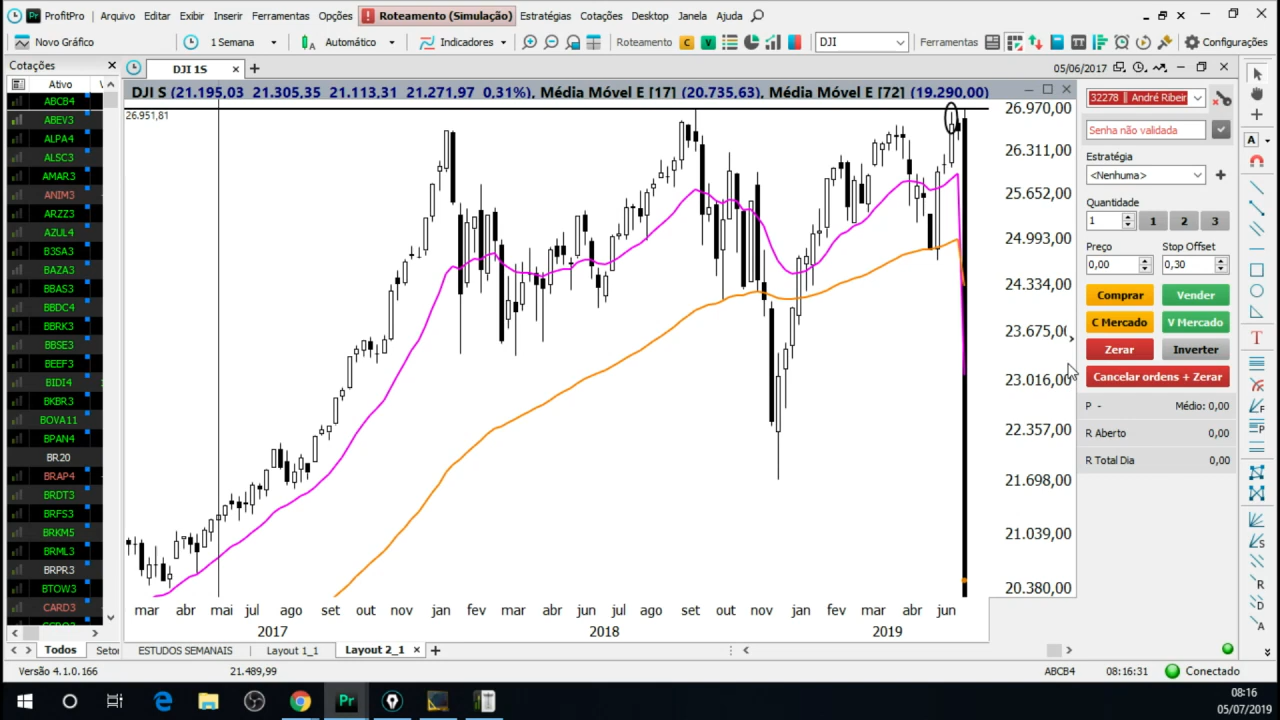 ProfitPro Arquivo Editar Exibir Inserir Ferramentas Opções Roteamento (Simulação) Estratégias Cotações Desktop Janela Ajuda
Novo Gráfico 1 Semana Automático Indicadores Roteamento C V DJI Ferramentas Configurações
Cotações
Ativo
ABCB4
ABEV3
ALPA4
ALSC3
AMAR3
ANIM3
ARZZ3
AZUL4
B3SA3
BAZA3
BBAS3
BBDC4
BBRK3
BBSE3
BEEF3
BIDI4
BKBR3
BOVA11
BPAN4
BR20
BRAP4
BRDT3
BRFS3
BRKM5
BRML3
BRPR3
BTOW3
CARD3
Todos
DJI 1S
05/06/2017
DJI S (21.195,03 21.305,35 21.113,31 21.271,97 0,31%), Média Móvel E [17] (20.735,63), Média Móvel E [72] (19.290,00)
26.951,81
26.970,00
26.311,00
25.652,00
24.993,00
24.334,00
23.675,0
23.016,0
22.357,00
21.698,00
21.039,00
20.380,00
mar abr mai jul ago set out nov jan fev mar abr jun jul ago set out nov jan fev mar abr jun
2017 2018 2019
ESTUDOS SEMANAIS Layout 1_1 Layout 2_1
32278 || André Ribeir
Senha não validada
Estratégia
<Nenhuma>
Quantidade
1 1 2 3
Preço Stop Offset
0,00 0,30
Comprar Vender
C Mercado V Mercado
Zerar Inverter
Cancelar ordens + Zerar
P - Médio: 0,00
R Aberto 0,00
R Total Dia 0,00
Versão 4.1.0.166 21.489,99 ABCB4 08:16:31 Conectado
08:16
05/07/2019